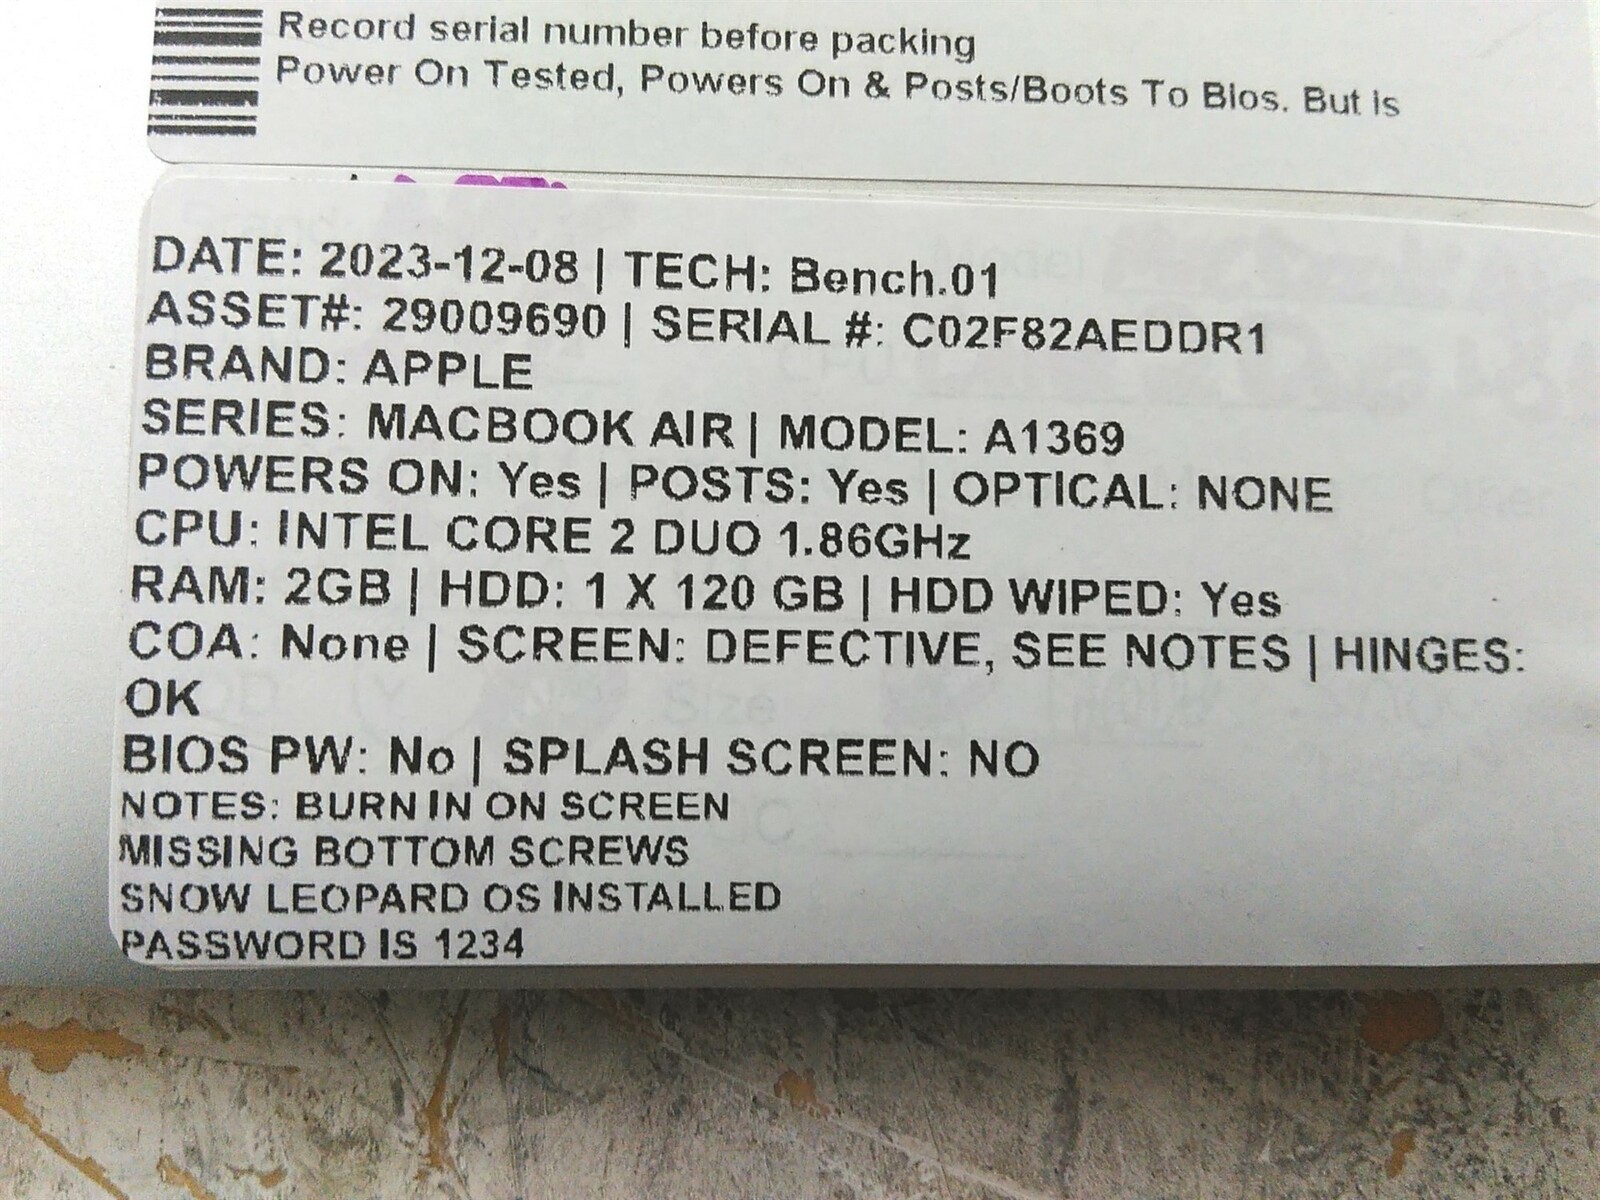 Record serial number before packing
Power On Tested, Powers On & Posts/Boots To Bios. But is
DATE: 2023-12-08 | TECH: Bench.01
ASSET#: 29009690 | SERIAL #: C02F82AEDDR1
BRAND: APPLE
SERIES: MACBOOK AIR | MODEL: A1369
POWERS ON: Yes | POSTS: Yes | OPTICAL: NONE
CPU: INTEL CORE 2 DUO 1.86GHz
RAM: 2GB | HDD: 1 X 120 GB | HDD WIPED: Yes
COA: None | SCREEN: DEFECTIVE, SEE NOTES | HINGES:
OK
BIOS PW: No | SPLASH SCREEN: NO
NOTES: BURN IN ON SCREEN
MISSING BOTTOM SCREWS
SNOW LEOPARD OS INSTALLED
PASSWORD IS 1234